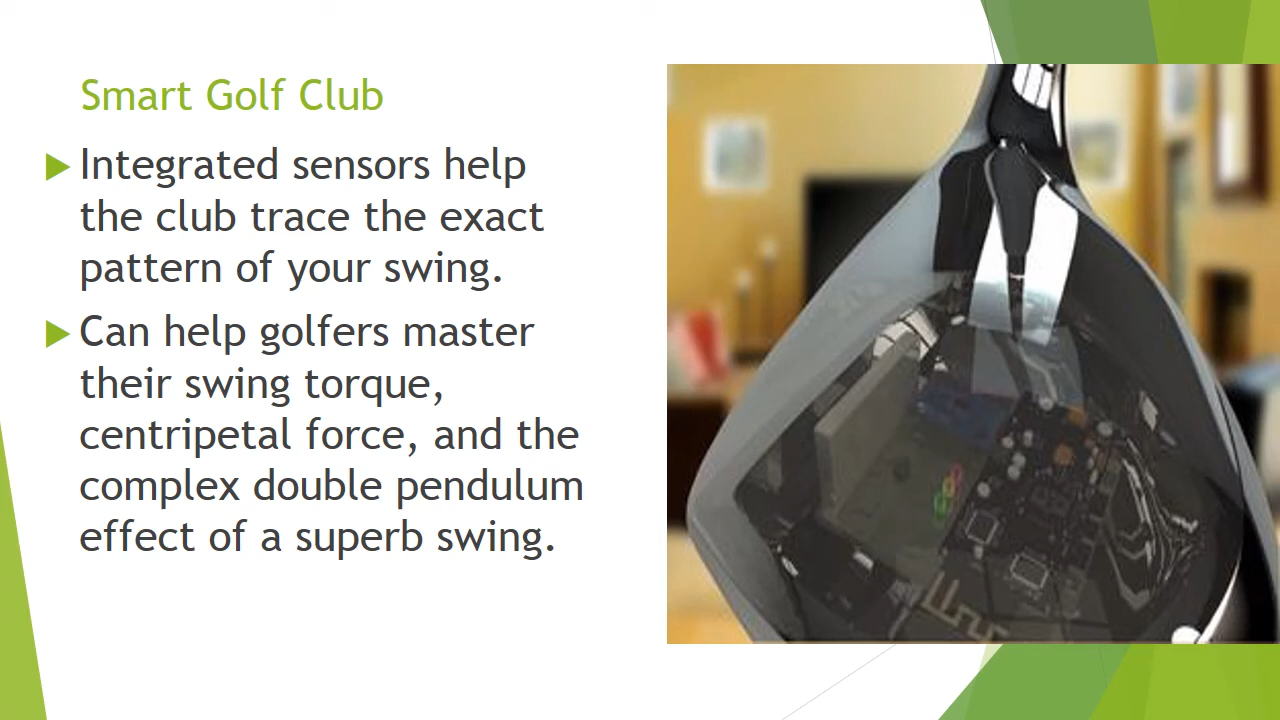 Smart Golf Club
Integrated sensors help
the club trace the exact
pattern of your swing.
Can help golfers master
their swing torque,
centripetal force, and the
complex double pendulum
effect of a superb swing.